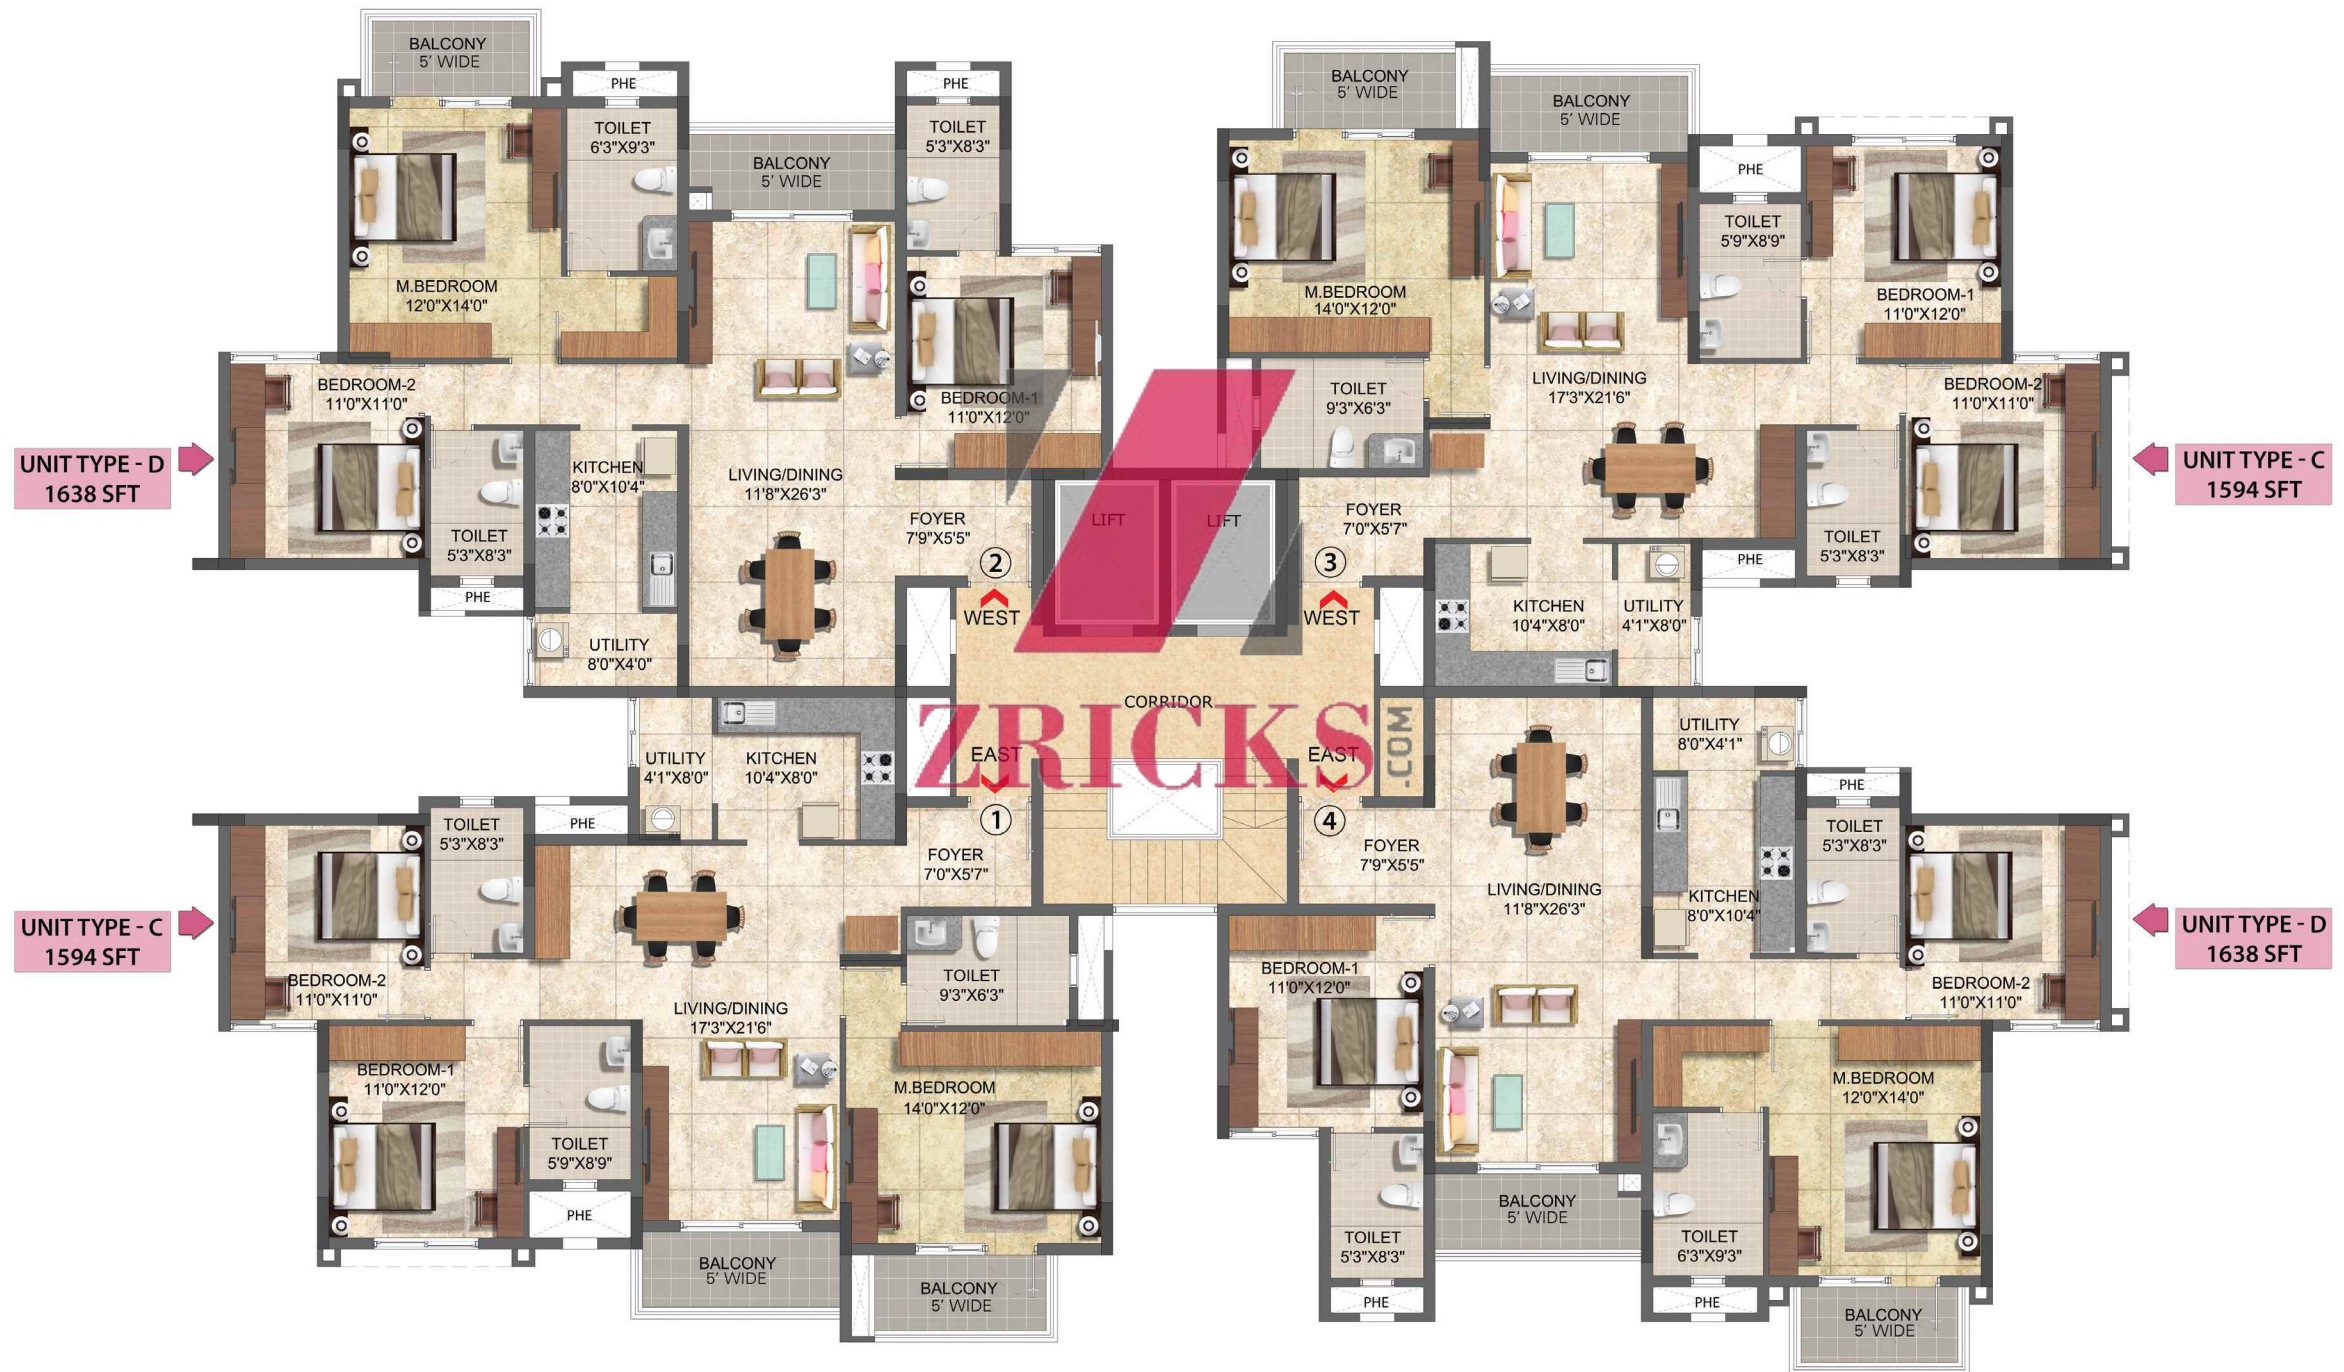 BALCONY
5' WIDE
PHE
TOILET
6'3"X9'3"
BALCONY
5' WIDE
PHE
TOILET
5'3"X8'3"
M.BEDROOM
12'0"X14'0"
BEDROOM-1
11'0"X12'0"
BEDROOM-2
11'0"X11'0"
UNIT TYPE - D
1638 SFT
TOILET
5'3"X8'3"
PHE
KITCHEN
8'0"X10'4"
UTILITY
8'0"X4'0"
LIVING/DINING
11'8"X26'3"
FOYER
7'9"X5'5"
2
WEST
LIFT
LIFT
BALCONY
5' WIDE
BALCONY
5' WIDE
PHE
TOILET
5'9"X8'9"
BEDROOM-1
11'0"X12'0"
M.BEDROOM
14'0"X12'0"
TOILET
9'3"X6'3"
LIVING/DINING
17'3"X21'6"
BEDROOM-2
11'0"X11'0"
UNIT TYPE - C
1594 SFT
FOYER
7'0"X5'7"
3
WEST
TOILET
5'3"X8'3"
PHE
KITCHEN
10'4"X8'0"
UTILITY
4'1"X8'0"
CORRIDOR
ZRICKS
.COM
UTILITY
4'1"X8'0"
KITCHEN
10'4"X8'0"
EAST
1
TOILET
5'3"X8'3"
PHE
FOYER
7'0"X5'7"
UNIT TYPE - C
1594 SFT
BEDROOM-2
11'0"X11'0"
LIVING/DINING
17'3"X21'6"
TOILET
9'3"X6'3"
BEDROOM-1
11'0"X12'0"
M.BEDROOM
14'0"X12'0"
TOILET
5'9"X8'9"
PHE
BALCONY
5' WIDE
BALCONY
5' WIDE
EAST
4
UTILITY
8'0"X4'1"
PHE
TOILET
5'3"X8'3"
FOYER
7'9"X5'5"
LIVING/DINING
11'8"X26'3"
KITCHEN
8'0"X10'4"
UNIT TYPE - D
1638 SFT
BEDROOM-1
11'0"X12'0"
BEDROOM-2
11'0"X11'0"
M.BEDROOM
12'0"X14'0"
TOILET
5'3"X8'3"
PHE
BALCONY
5' WIDE
TOILET
6'3"X9'3"
PHE
BALCONY
5' WIDE